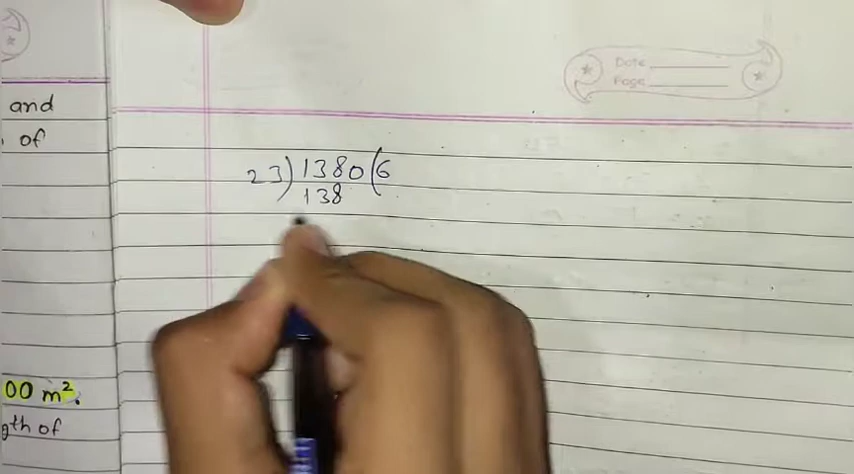 Date
Page
and
of
23)1380(6
138
00 m².
gth of